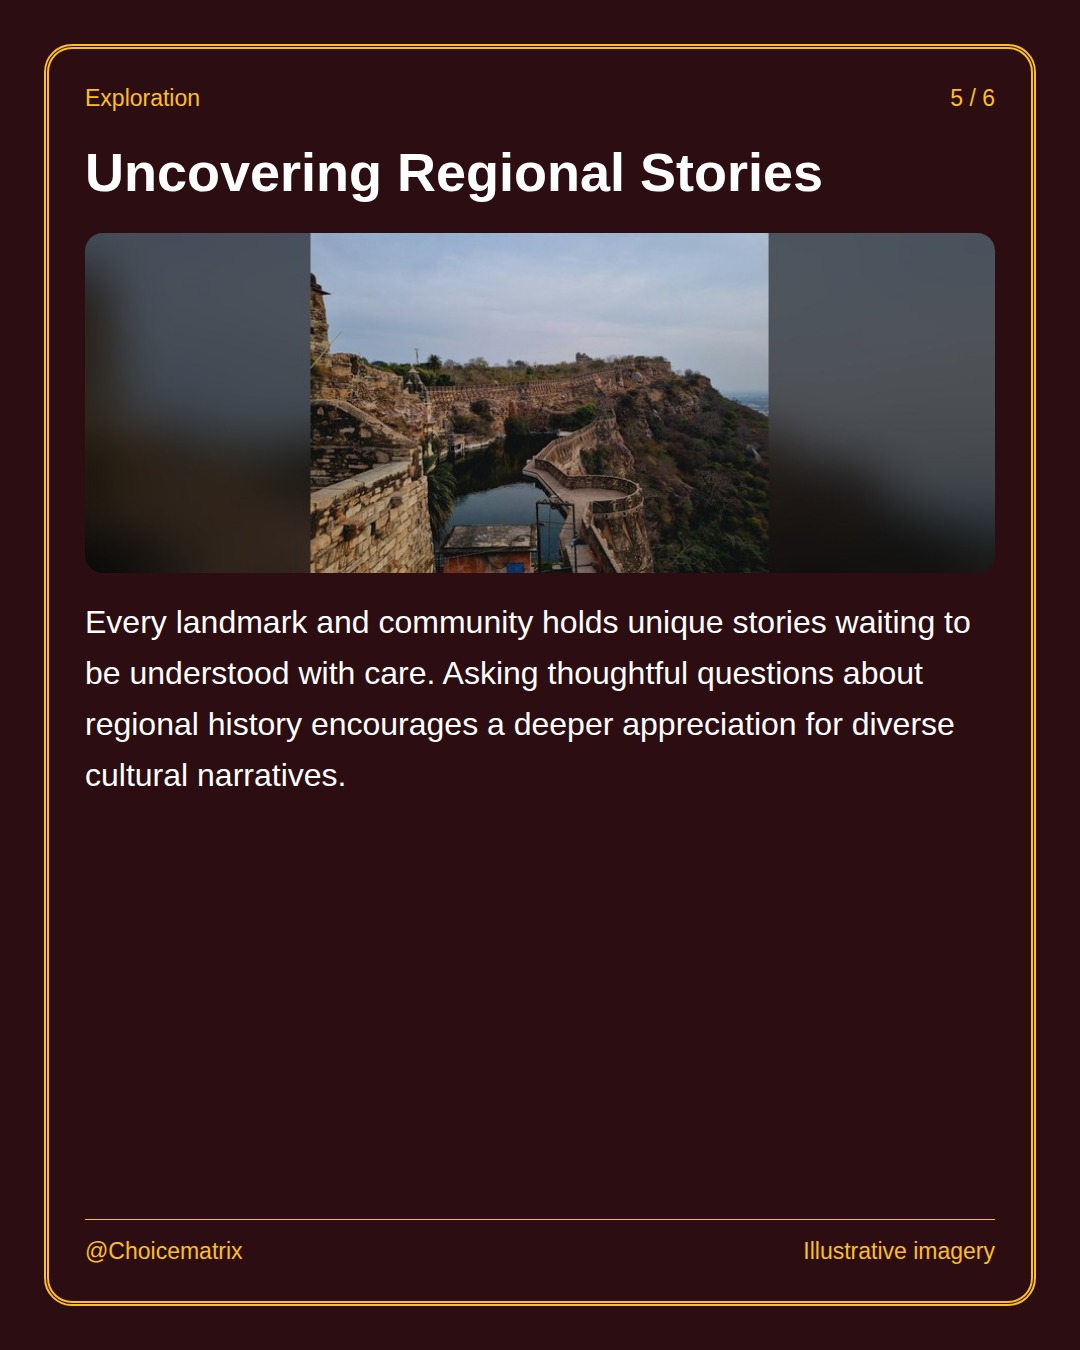 Exploration
5 / 6
Uncovering Regional Stories
Every landmark and community holds unique stories waiting to
be understood with care. Asking thoughtful questions about
regional history encourages a deeper appreciation for diverse
cultural narratives.
@Choicematrix
Illustrative imagery